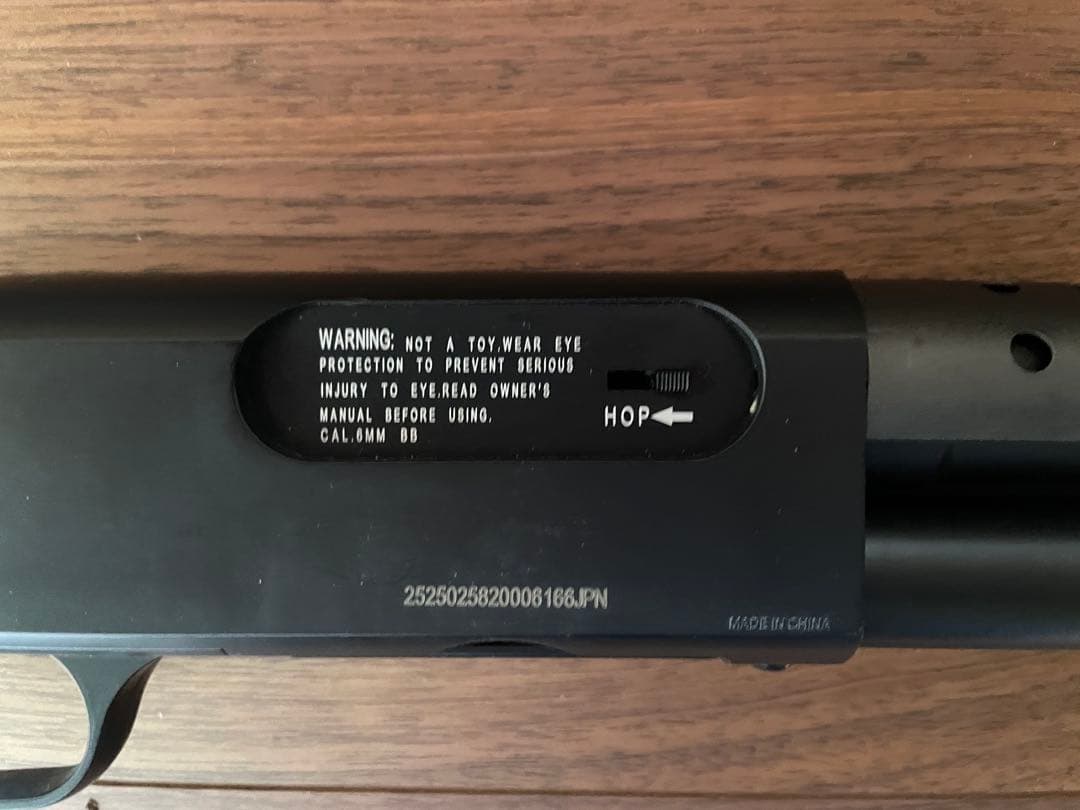 WARNING: NOT A TOY.WEAR EYE
PROTECTION TO PREVENT SERIOUS
INJURY TO EYE.READ OWNER'S
MANUAL BEFORE USING.
CAL.6MM BB
HOP
2525025820006166JPN
MADE IN CHINA